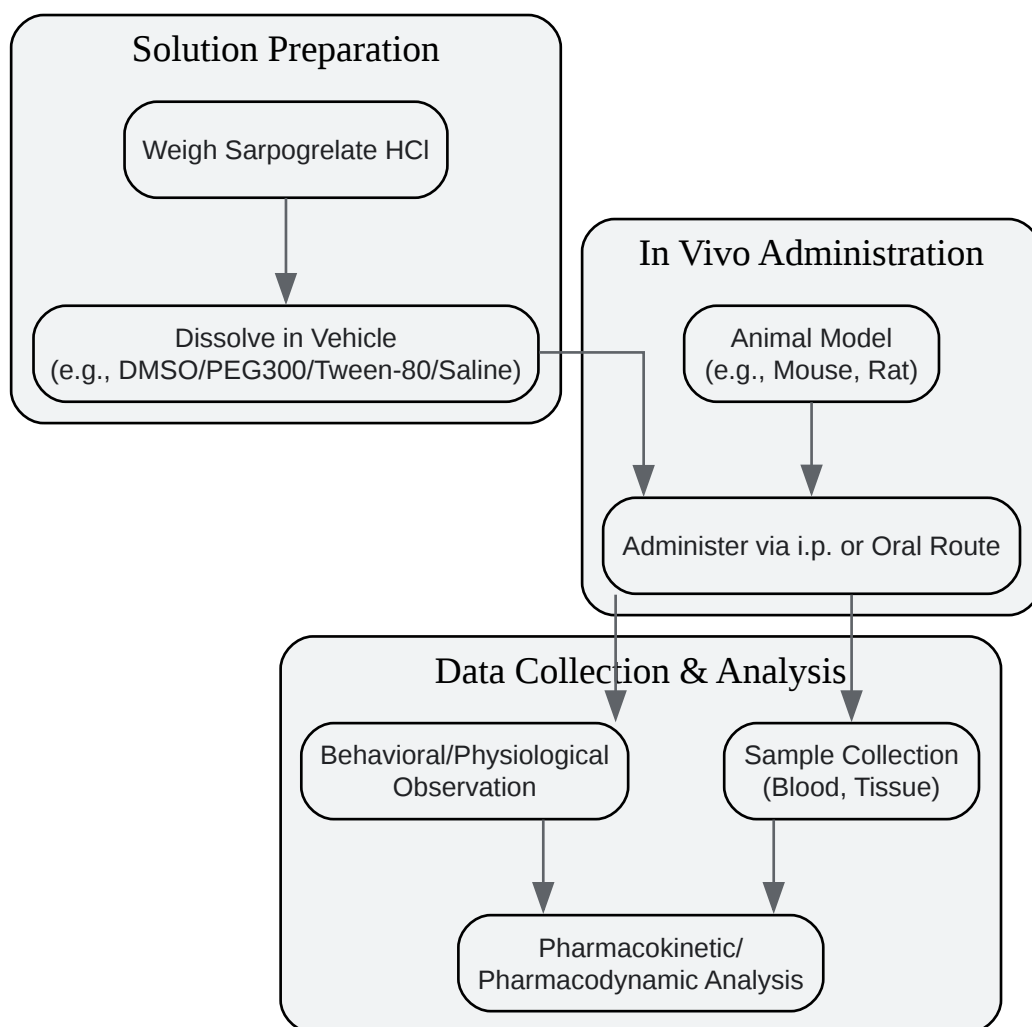 Solution Preparation
Weigh Sarpogrelate HCl
Dissolve in Vehicle
(e.g., DMSO/PEG300/Tween-80/Saline)
In Vivo Administration
Animal Model
(e.g., Mouse, Rat)
Administer via i.p. or Oral Route
Data Collection & Analysis
Behavioral/Physiological
Observation
Sample Collection
(Blood, Tissue)
Pharmacokinetic/
Pharmacodynamic Analysis